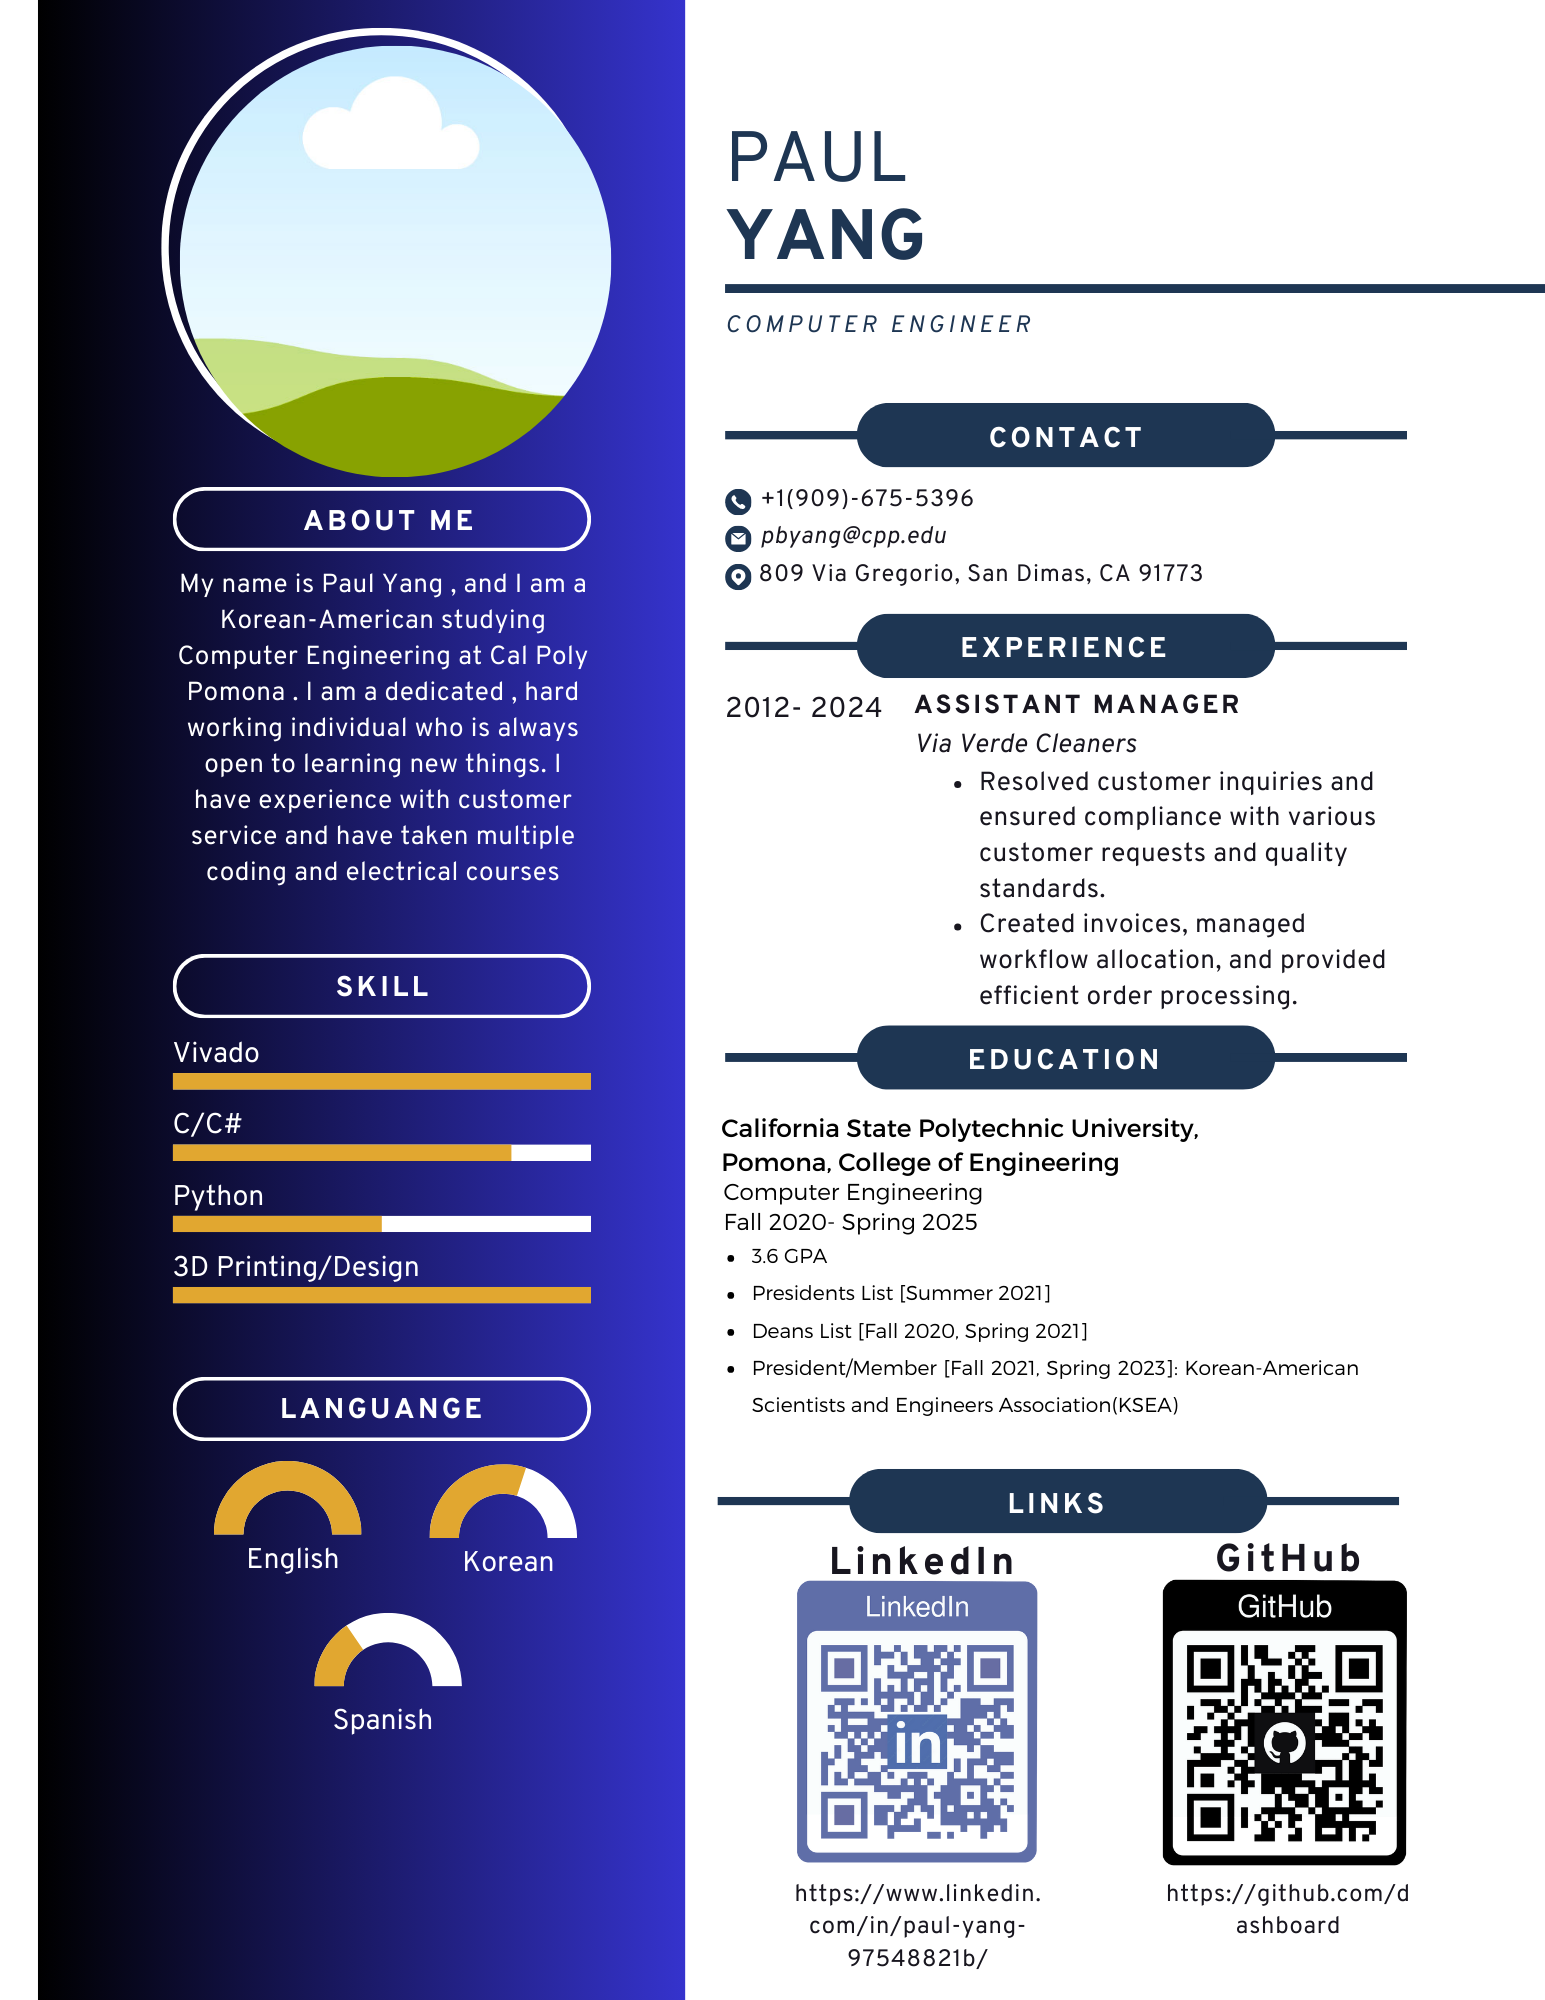 PAUL
YANG
COMPUTER ENGINEER
ABOUT ME
My name is Paul Yang , and I am a
Korean-American studying
Computer Engineering at Cal Poly
Pomona . I am a dedicated , hard
working individual who is always
open to learning new things. I
have experience with customer
service and have taken multiple
coding and electrical courses
SKILL
Vivado
C/C#
Python
3D Printing/Design
LANGUANGE
English
Korean
Spanish
CONTACT
+1(909)-675-5396
pbyang@cpp.edu
809 Via Gregorio, San Dimas, CA 91773
EXPERIENCE
2012- 2024
ASSISTANT MANAGER
Via Verde Cleaners
• Resolved customer inquiries and
ensured compliance with various
customer requests and quality
standards.
• Created invoices, managed
workflow allocation, and provided
efficient order processing.
EDUCATION
California State Polytechnic University,
Pomona, College of Engineering
Computer Engineering
Fall 2020- Spring 2025
• 3.6 GPA
• Presidents List [Summer 2021]
• Deans List [Fall 2020, Spring 2021]
• President/Member [Fall 2021, Spring 2023]: Korean-American
Scientists and Engineers Association(KSEA)
LINKS
LinkedIn
LinkedIn
in
https://www.linkedin.
com/in/paul-yang-
97548821b/
GitHub
GitHub
https://github.com/d
ashboard